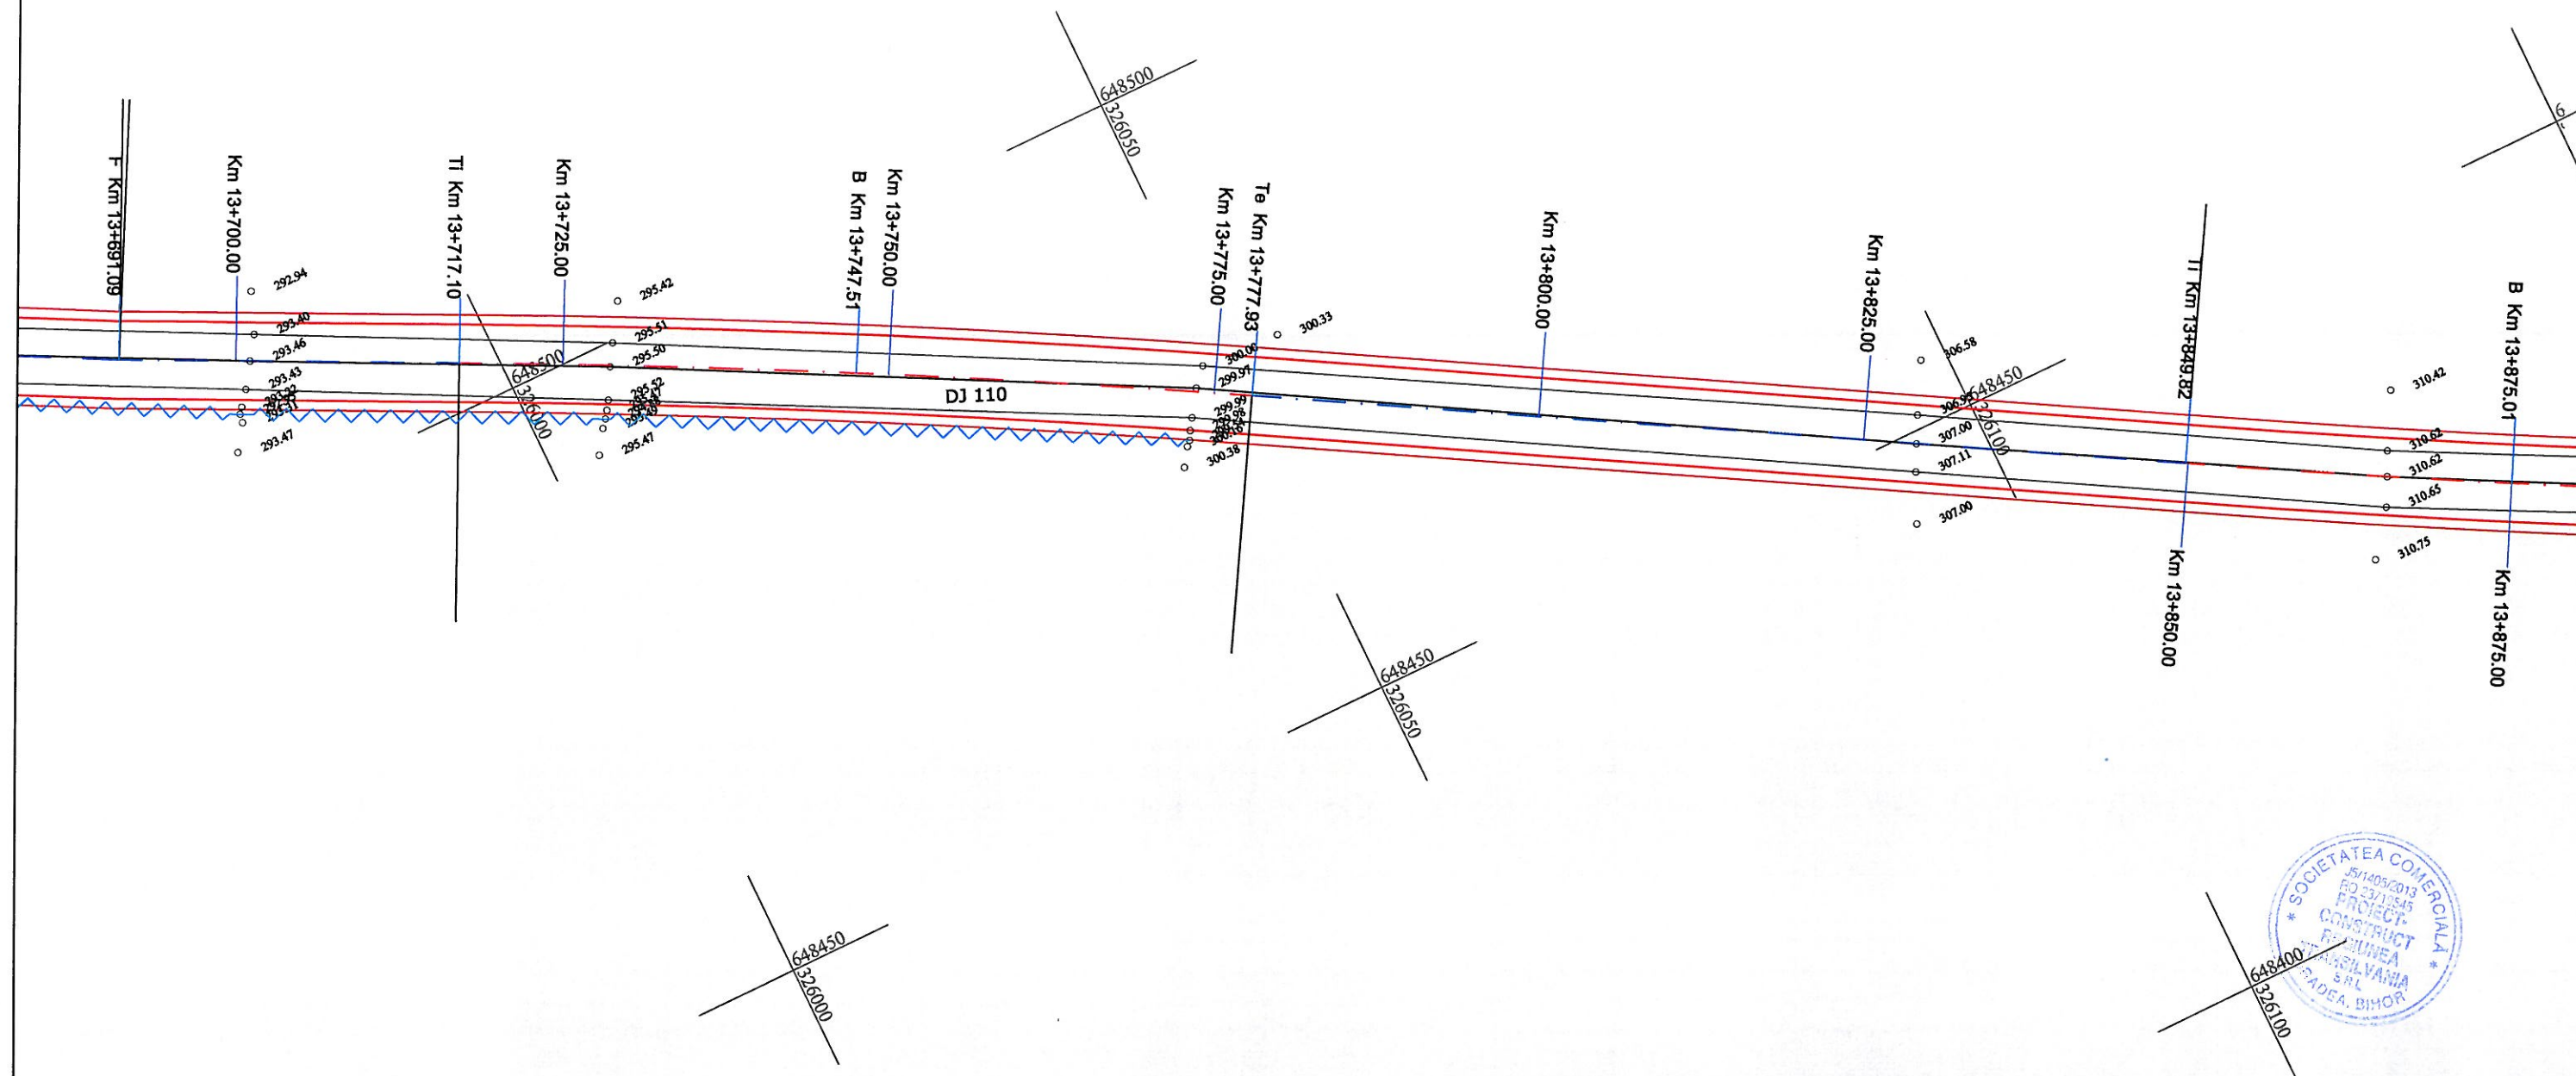 648500
326050
F Km 13+691.09
Km 13+700.00
Ti Km 13+717.10
Km 13+725.00
B Km 13+747.51
Km 13+750.00
Km 13+775.00
Te Km 13+777.93
Km 13+800.00
Km 13+825.00
Ti Km 13+849.82
B Km 13+875.01
292.94
293.40
293.46
293.43
293.47
295.42
295.51
295.50
295.52
295.47
648500
326000
DJ 110
300.33
300.00
299.97
299.99
300.38
306.58
648450
326100
307.00
307.11
307.00
310.42
310.62
310.62
310.65
310.75
Km 13+850.00
Km 13+875.00
648450
326050
648450
326000
648400
326100
* SOCIETATEA COMERCIALĂ *
J5/1405/2013
PROIECT-
CONSTRUCT
REGIUNEA
TRANSILVANIA
SRL
BIHOR